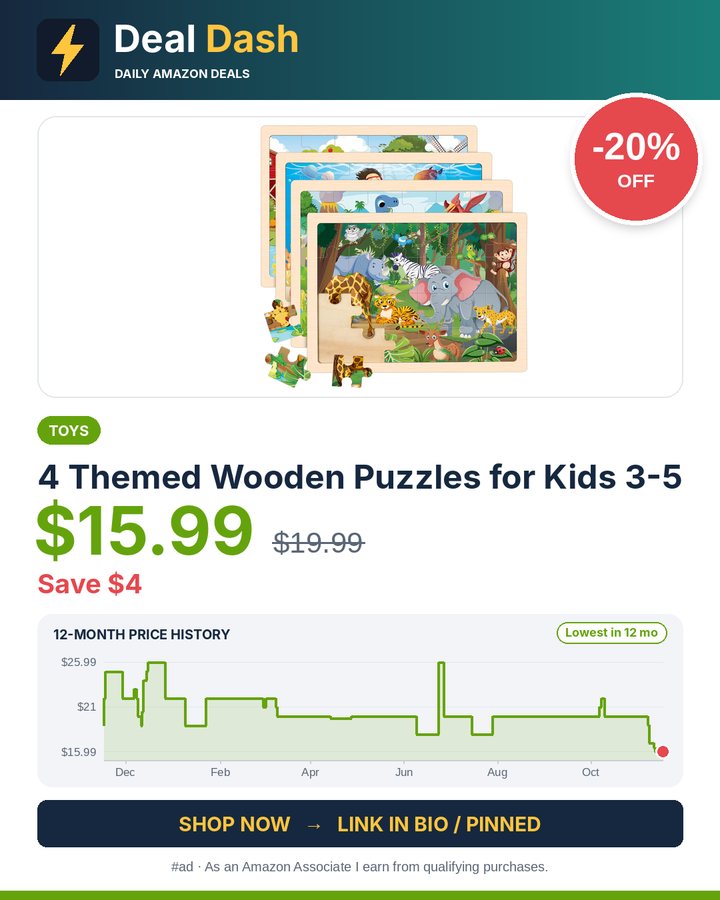 Deal Dash
DAILY AMAZON DEALS
-20%
OFF
TOYS
4 Themed Wooden Puzzles for Kids 3-5
$15.99 $19.99
Save $4
12-MONTH PRICE HISTORY
Lowest in 12 mo
$25.99
$21
$15.99
Dec Feb Apr Jun Aug Oct
SHOP NOW → LINK IN BIO / PINNED
#ad · As an Amazon Associate I earn from qualifying purchases.